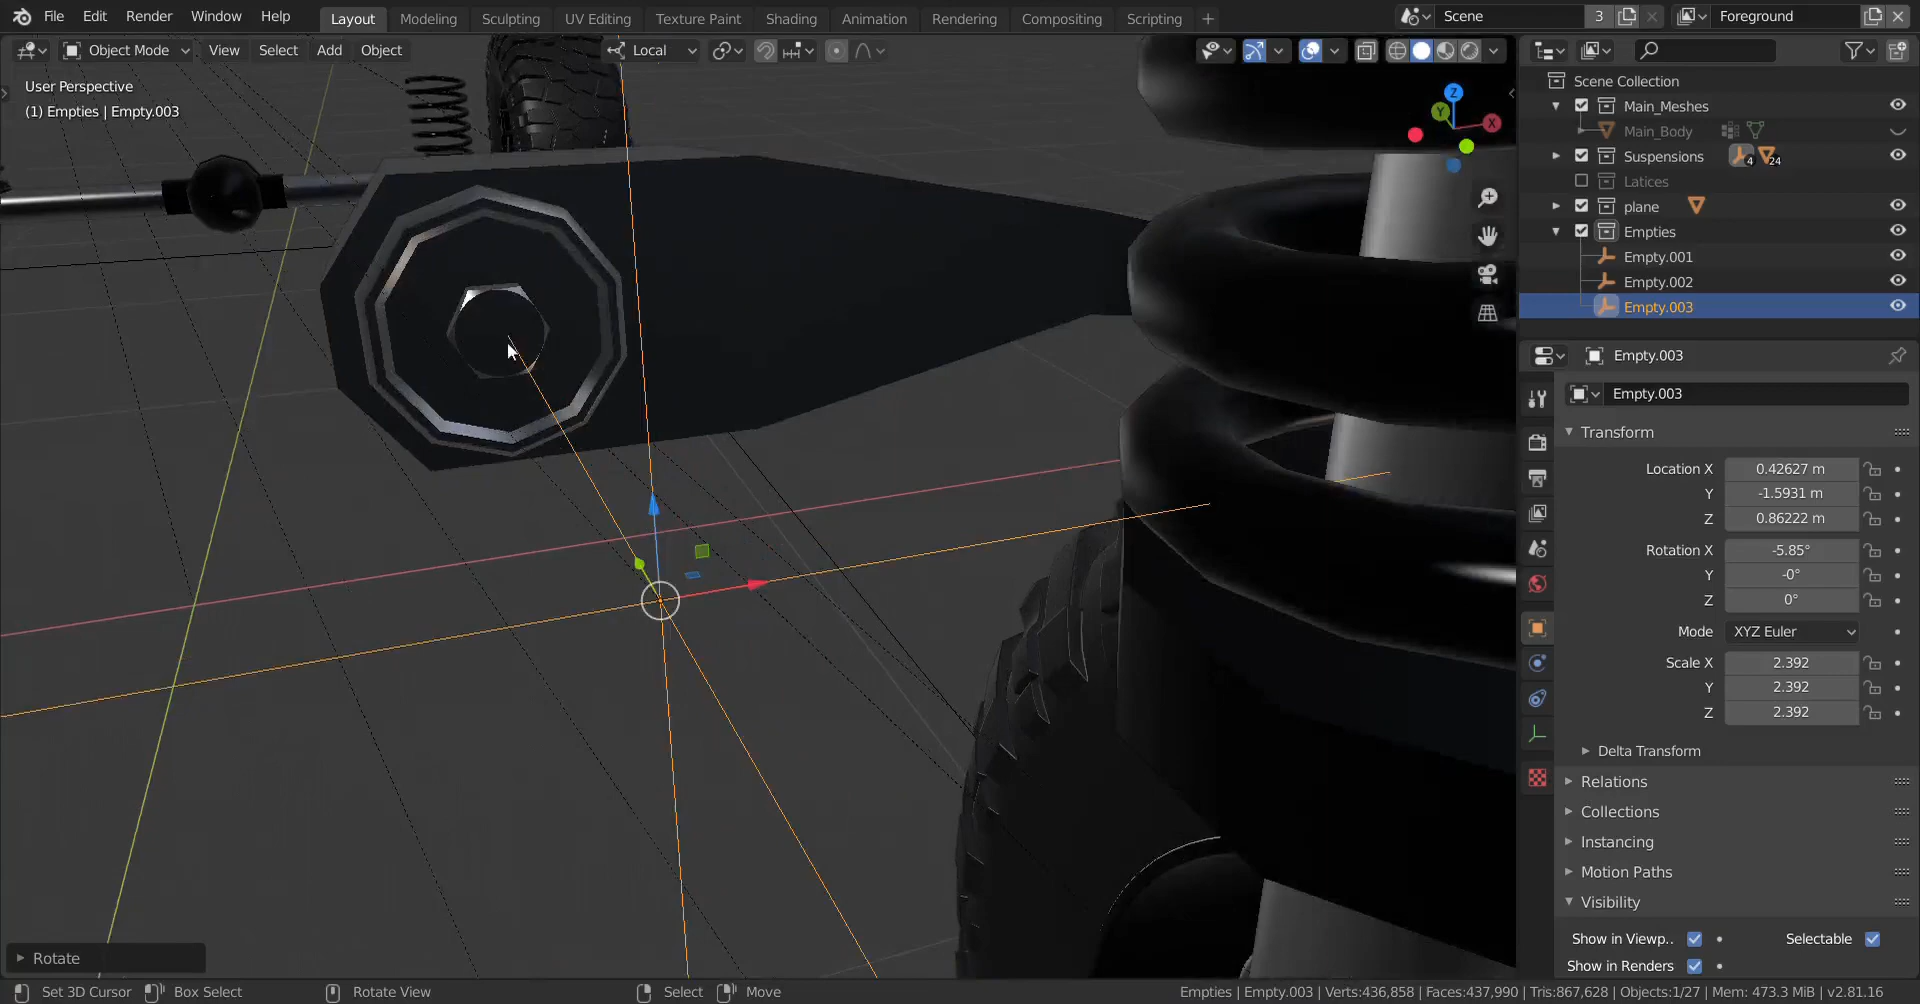 File Edit Render Window Help Layout Modeling Sculpting UV Editing Texture Paint Shading Animation Rendering Compositing Scripting + Scene 3 Foreground
Object Mode View Select Add Object Local
User Perspective
(1) Empties | Empty.003
Z
Y
X
Scene Collection
Main_Meshes
Main_Body
Suspensions 4 24
Latices
plane
Empties
Empty.001
Empty.002
Empty.003
Empty.003
Empty.003
Transform
Location X 0.42627 m
Y -1.5931 m
Z 0.86222 m
Rotation X -5.85°
Y -0°
Z 0°
Mode XYZ Euler
Scale X 2.392
Y 2.392
Z 2.392
Delta Transform
Relations
Collections
Instancing
Motion Paths
Visibility
Show in Viewp.. Selectable
Show in Renders
Rotate
Set 3D Cursor Box Select Rotate View Select Move Empties | Empty.003 | Verts:436,858 | Faces:437,990 | Tris:867,628 | Objects:1/27 | Mem: 473.3 MiB | v2.81.16